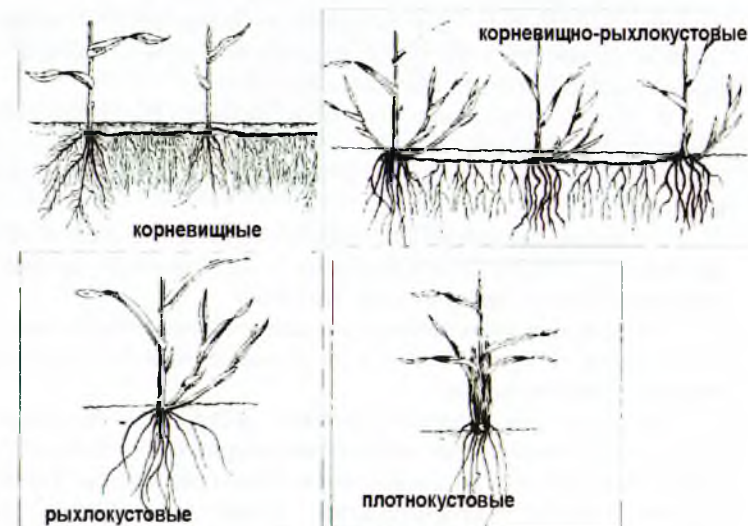 корневищно-рыхлокустовые
корневищные
рыхлокустовые
плотнокустовые